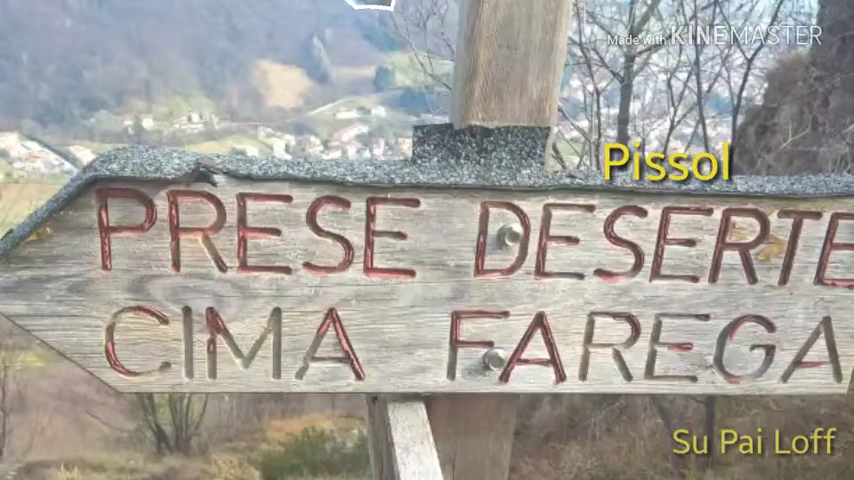 Made with KINEMASTER
Pissol
PRESE DESERTE
CIMA FAREGA
Su Pai Loff